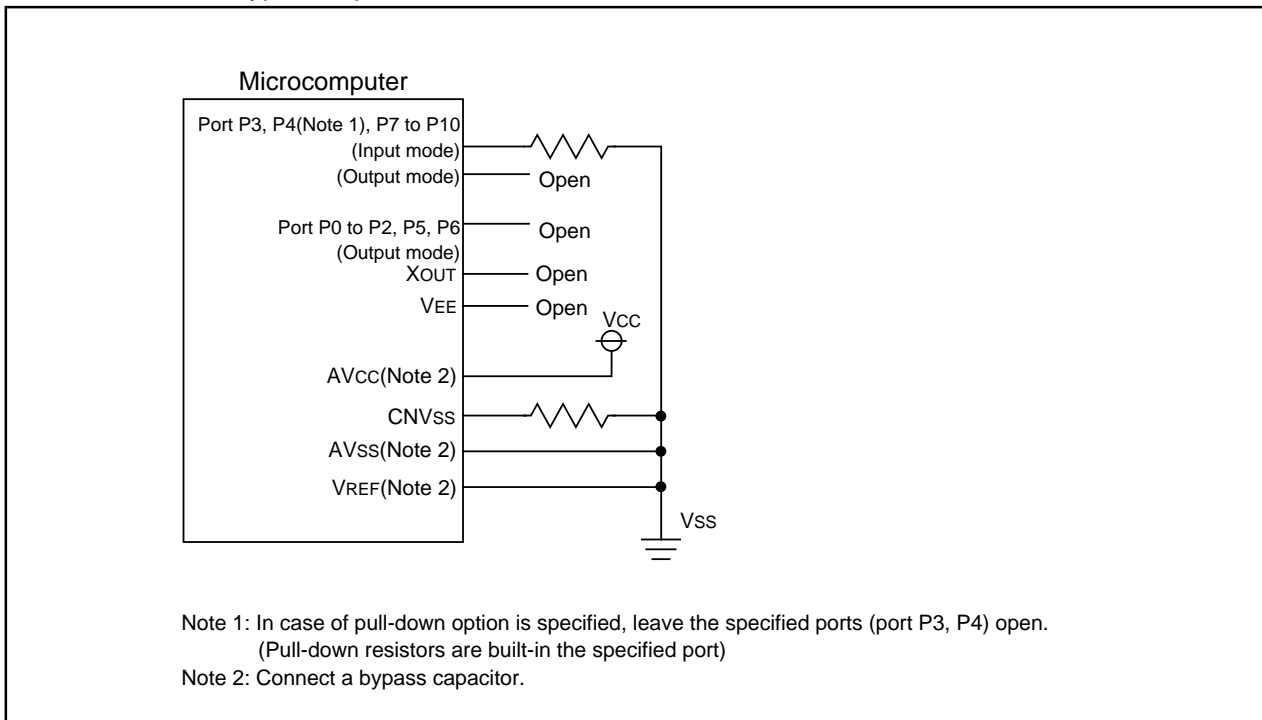 Microcomputer
Port P3, P4(Note 1), P7 to P10
(Input mode)
(Output mode)
Open
Port P0 to P2, P5, P6
Open
(Output mode)
XOUT
Open
VEE
Open
VCC
AVCC(Note 2)
CNVSS
AVSS(Note 2)
VREF(Note 2)
VSS
Note 1: In case of pull-down option is specified, leave the specified ports (port P3, P4) open.
(Pull-down resistors are built-in the specified port)
Note 2: Connect a bypass capacitor.